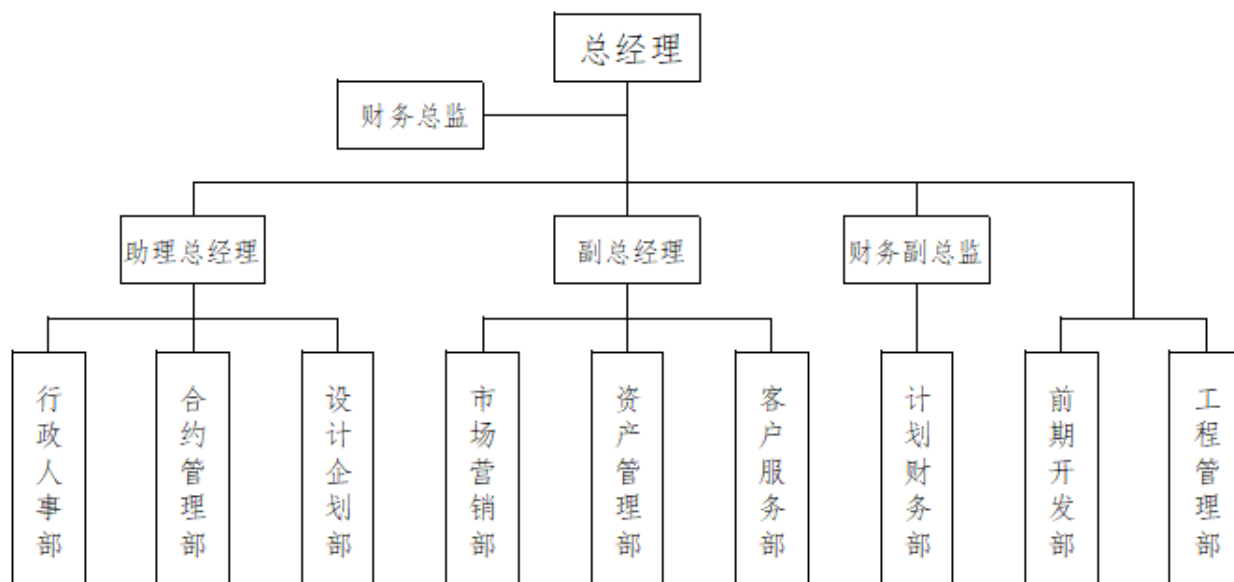 总经理
财务总监
助理总经理
副总经理
财务副总监
行政人事部
合约管理部
设计企划部
市场营销部
资产管理部
客户服务部
计划财务部
前期开发部
工程管理部